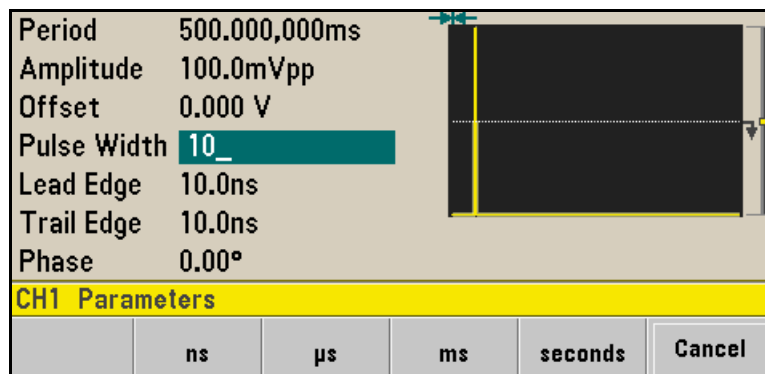 Period 500.000,000ms
Amplitude 100.0mVpp
Offset 0.000 V
Pulse Width 10_
Lead Edge 10.0ns
Trail Edge 10.0ns
Phase 0.00°
CH1 Parameters
ns µs ms seconds Cancel